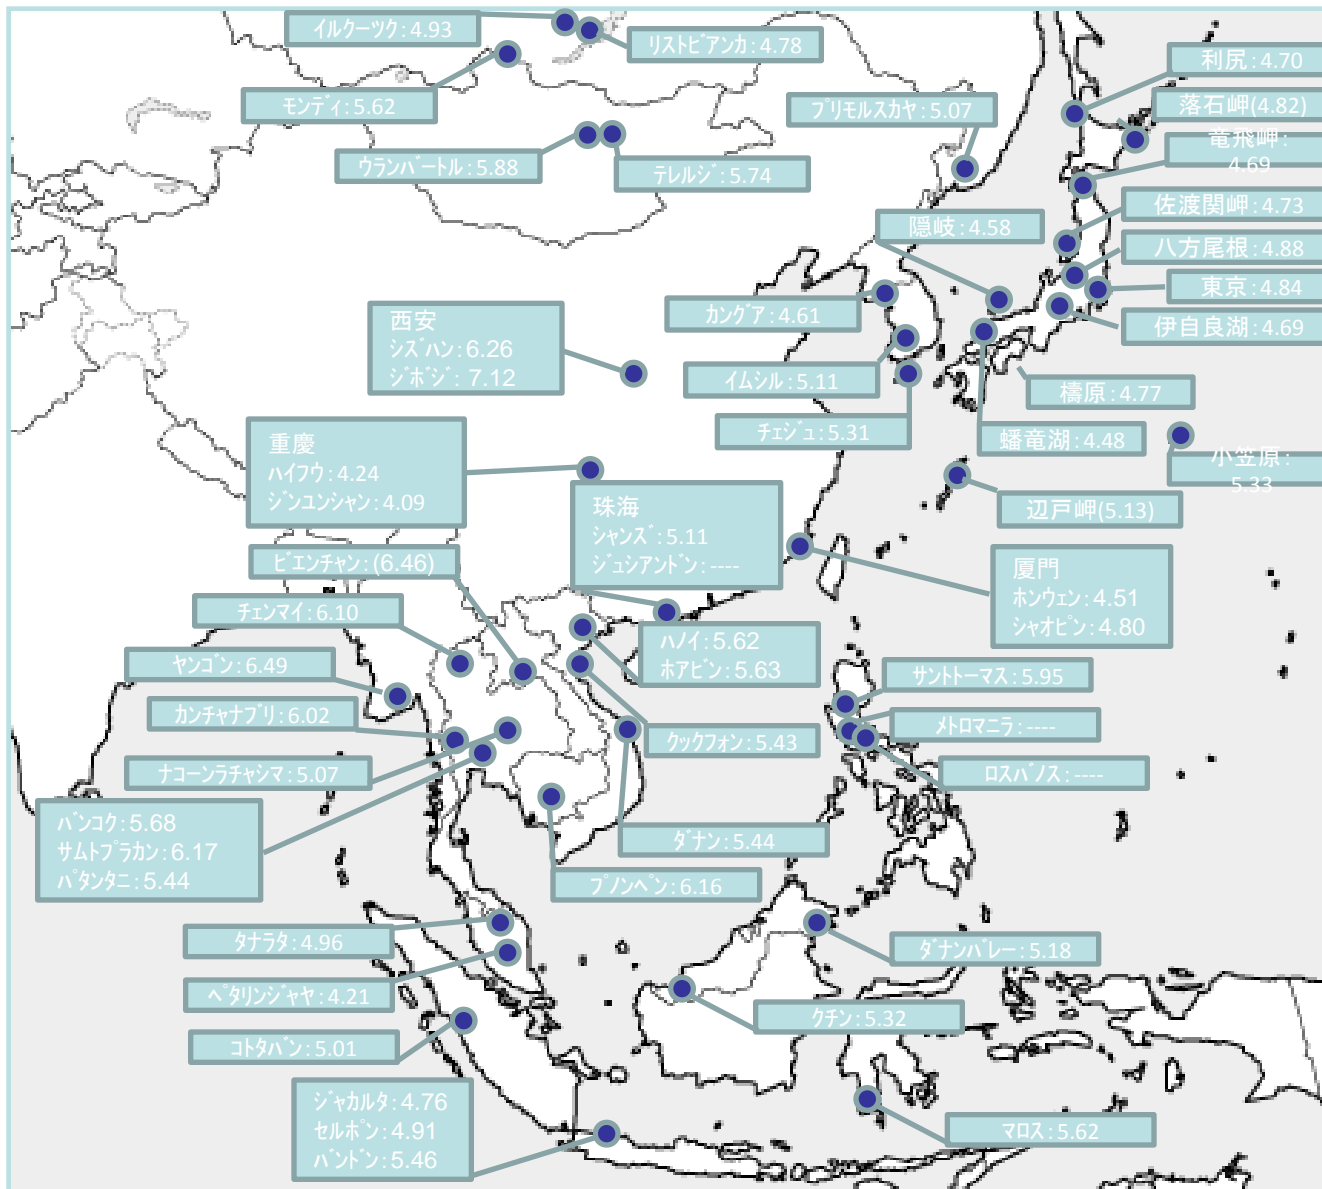 イルクーツク:4.93
リストビアンカ:4.78
利尻:4.70
モンディ:5.62
プリモルスカヤ:5.07
落石岬(4.82)
竜飛岬:
4.69
ウランバートル:5.88
テレルジ:5.74
佐渡関岬:4.73
隠岐:4.58
八方尾根:4.88
東京:4.84
カングァ:4.61
伊自良湖:4.69
西安
シズハン:6.26
ジボジ:7.12
イムシル:5.11
檮原:4.77
チェジュ:5.31
蟠竜湖:4.48
小笠原:
5.33
重慶
ハイフウ:4.24
ジンユンシャン:4.09
珠海
シャンズ:5.11
ジュシアンドン:----
辺戸岬(5.13)
ビエンチャン:(6.46)
厦門
ホンウェン:4.51
シャオピン:4.80
チェンマイ:6.10
ハノイ:5.62
ホアビン:5.63
ヤンゴン:6.49
サントトーマス:5.95
カンチャナブリ:6.02
メトロマニラ:----
クックフォン:5.43
ナコーンラチャシマ:5.07
ロスバノス:----
バンコク:5.68
サムトプラカン:6.17
パタンタニ:5.44
ダナン:5.44
プノンペン:6.16
タナラタ:4.96
ダナンバレー:5.18
ペタリンジャヤ:4.21
クチン:5.32
コトタバン:5.01
ジャカルタ:4.76
セルポン:4.91
バンドン:5.46
マロス:5.62